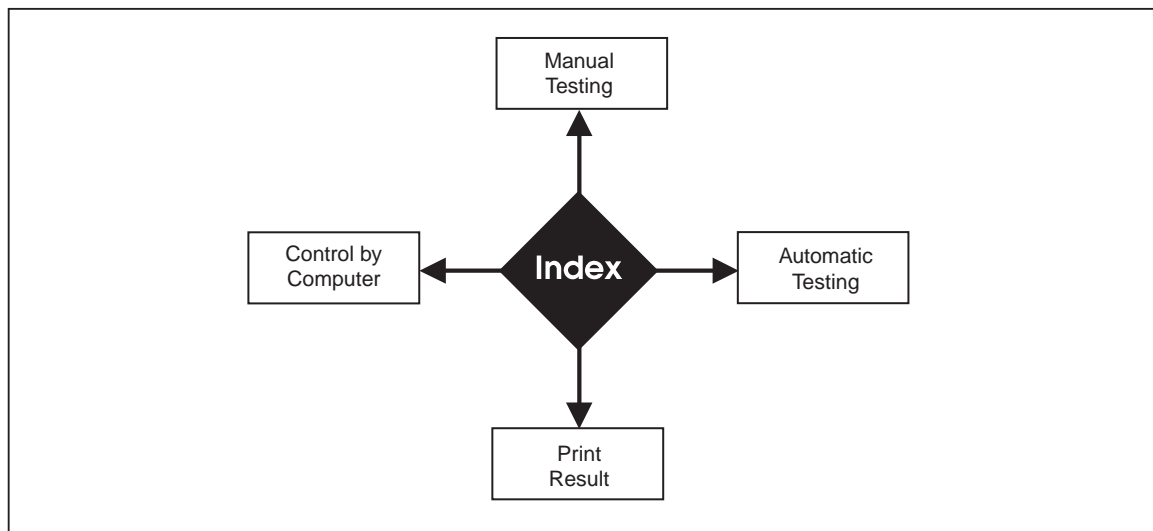 Manual
Testing
Control by
Computer
Index
Automatic
Testing
Print
Result